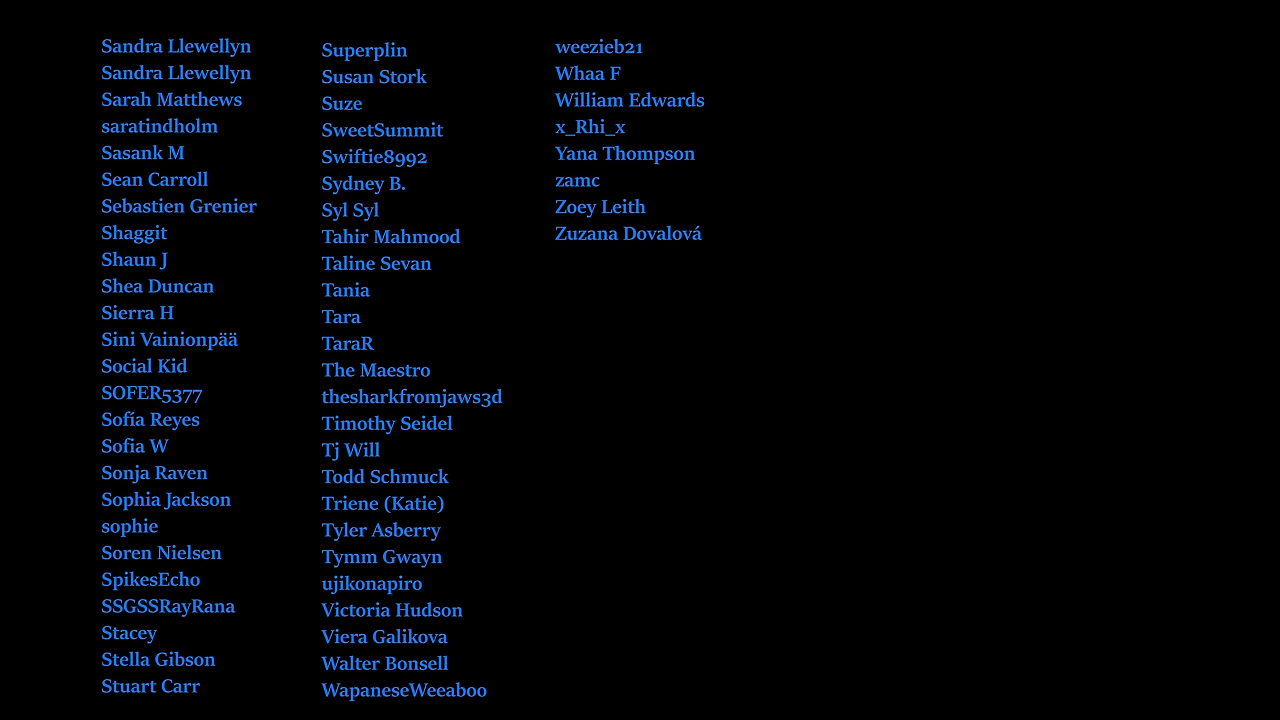 Sandra Llewellyn
Sandra Llewellyn
Sarah Matthews
saratindholm
Sasank M
Sean Carroll
Sebastien Grenier
Shaggit
Shaun J
Shea Duncan
Sierra H
Sini Vainionpää
Social Kid
SOFER5377
Sofía Reyes
Sofia W
Sonja Raven
Sophia Jackson
sophie
Soren Nielsen
SpikesEcho
SSGSSRayRana
Stacey
Stella Gibson
Stuart Carr
Superplin
Susan Stork
Suze
SweetSummit
Swiftie8992
Sydney B.
Syl Syl
Tahir Mahmood
Taline Sevan
Tania
Tara
TaraR
The Maestro
thesharkfromjaws3d
Timothy Seidel
Tj Will
Todd Schmuck
Triene (Katie)
Tyler Asberry
Tymm Gwayn
ujikonapiro
Victoria Hudson
Viera Galikova
Walter Bonsell
WapaneseWeeaboo
weezieb21
Whaa F
William Edwards
x_Rhi_x
Yana Thompson
zamc
Zoey Leith
Zuzana Dovalová